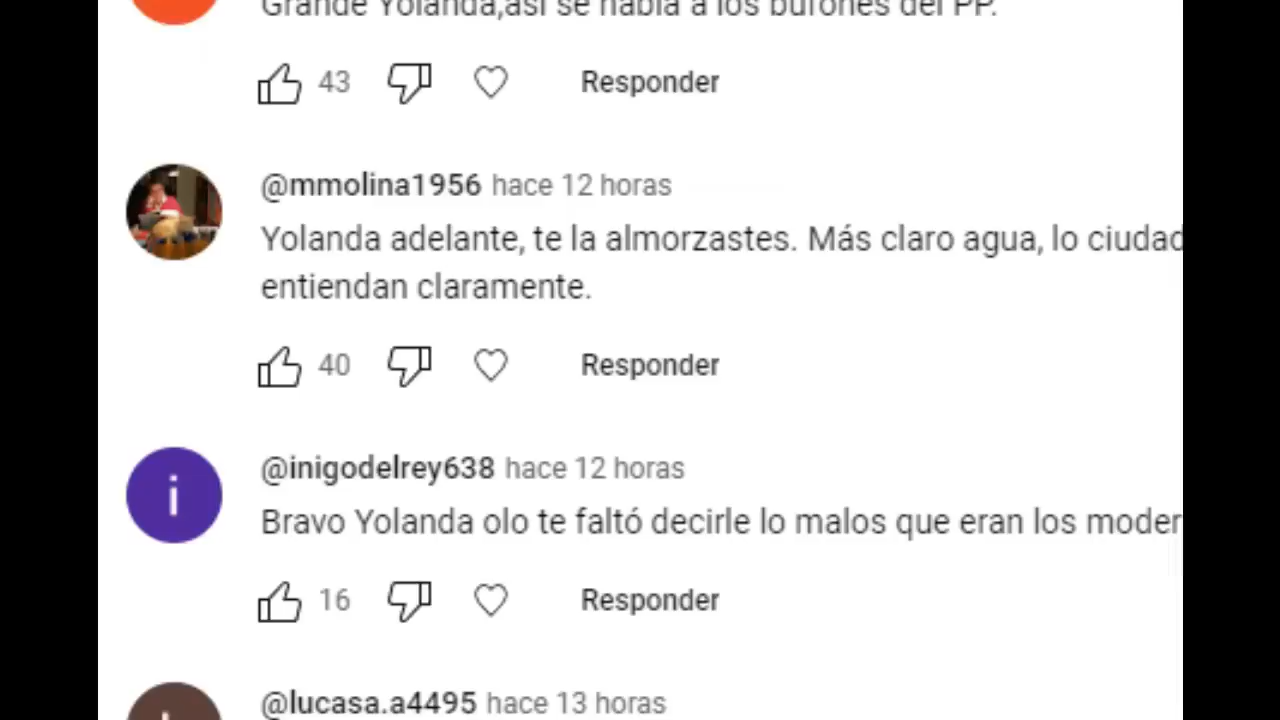 Grande Yolanda,asi se habla a los bufones del PP.
43 Responder
@mmolina1956 hace 12 horas
Yolanda adelante, te la almorzastes. Más claro agua, lo ciudad
entiendan claramente.
40 Responder
@inigodelrey638 hace 12 horas
i
Bravo Yolanda olo te faltó decirle lo malos que eran los moder
16 Responder
@lucasa.a4495 hace 13 horas